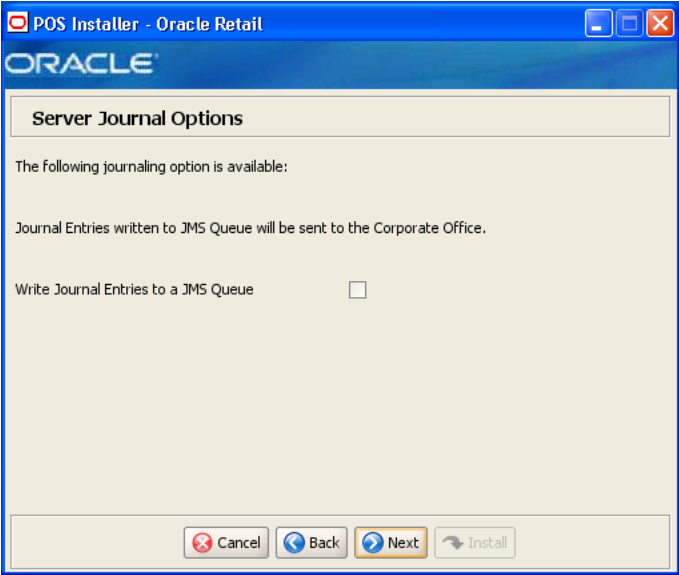 POS Installer - Oracle Retail
ORACLE
Server Journal Options
The following journaling option is available:
Journal Entries written to JMS Queue will be sent to the Corporate Office.
Write Journal Entries to a JMS Queue
Cancel Back Next Install